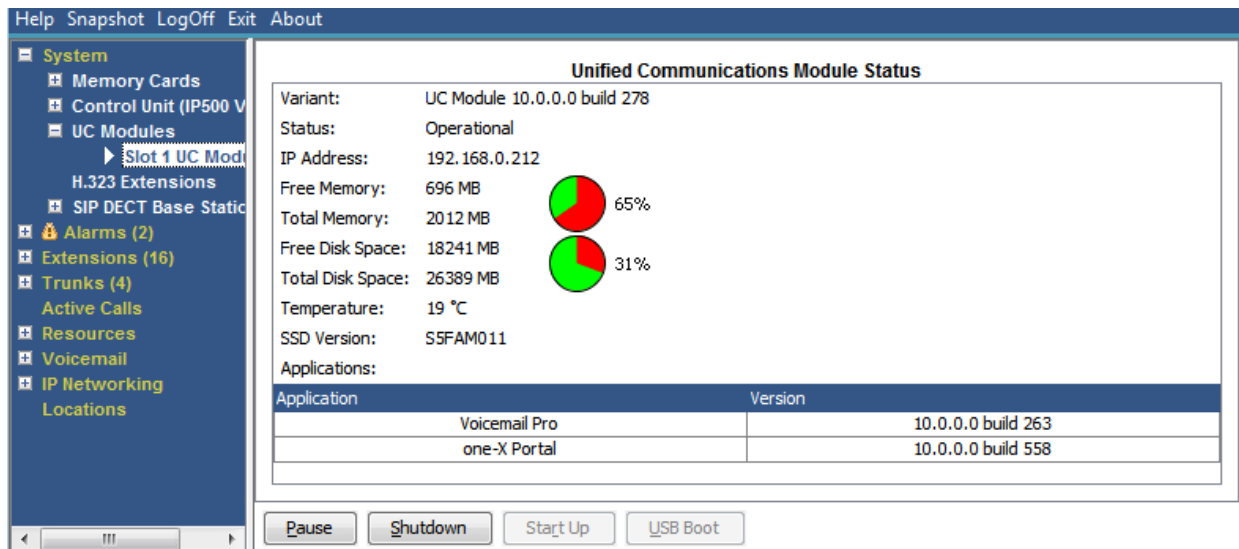 Help Snapshot LogOff Exit About
System
Memory Cards
Control Unit (IP500 V
UC Modules
Slot 1 UC Modu
H.323 Extensions
SIP DECT Base Static
Alarms (2)
Extensions (16)
Trunks (4)
Active Calls
Resources
Voicemail
IP Networking
Locations
Unified Communications Module Status
Variant: UC Module 10.0.0.0 build 278
Status: Operational
IP Address: 192.168.0.212
Free Memory: 696 MB
65%
Total Memory: 2012 MB
Free Disk Space: 18241 MB
31%
Total Disk Space: 26389 MB
Temperature: 19 °C
SSD Version: S5FAM011
Applications:
Application Version
Voicemail Pro 10.0.0.0 build 263
one-X Portal 10.0.0.0 build 558
Pause Shutdown Start Up USB Boot